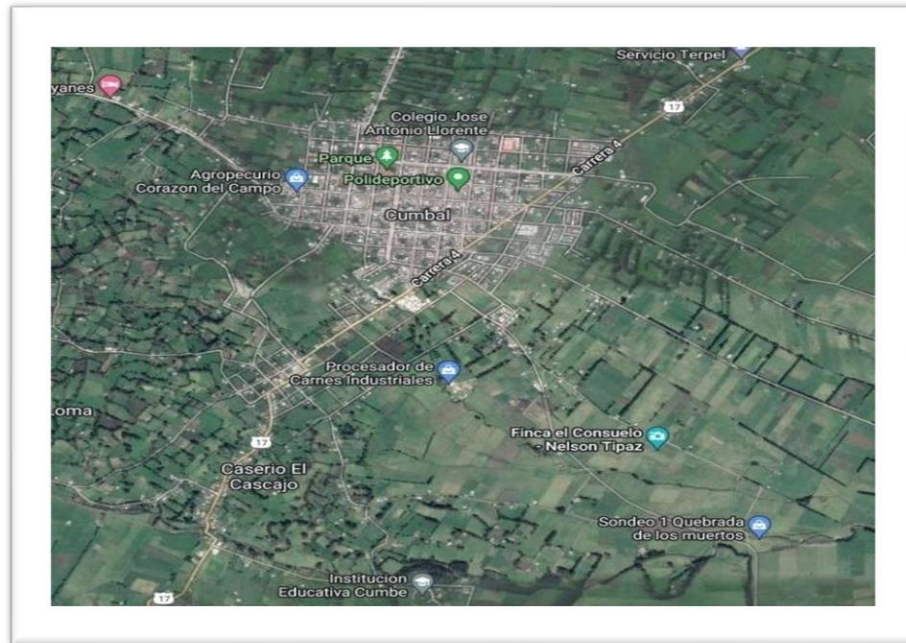 Servicio Terpel
yanes
17
Colegio Jose
Antonio Llorente
Carrera 4
Parque
Agropecurio
Corazon del Campo
Polideportivo
Cumbal
Carrera 4
Procesador de
Carnes Industriales
Loma
Finca el Consuelo
- Nelson Tipaz
17
Caserio El
Cascajo
Sondeo 1 Quebrada
de los muertos
Institucion
Educativa Cumbe
17